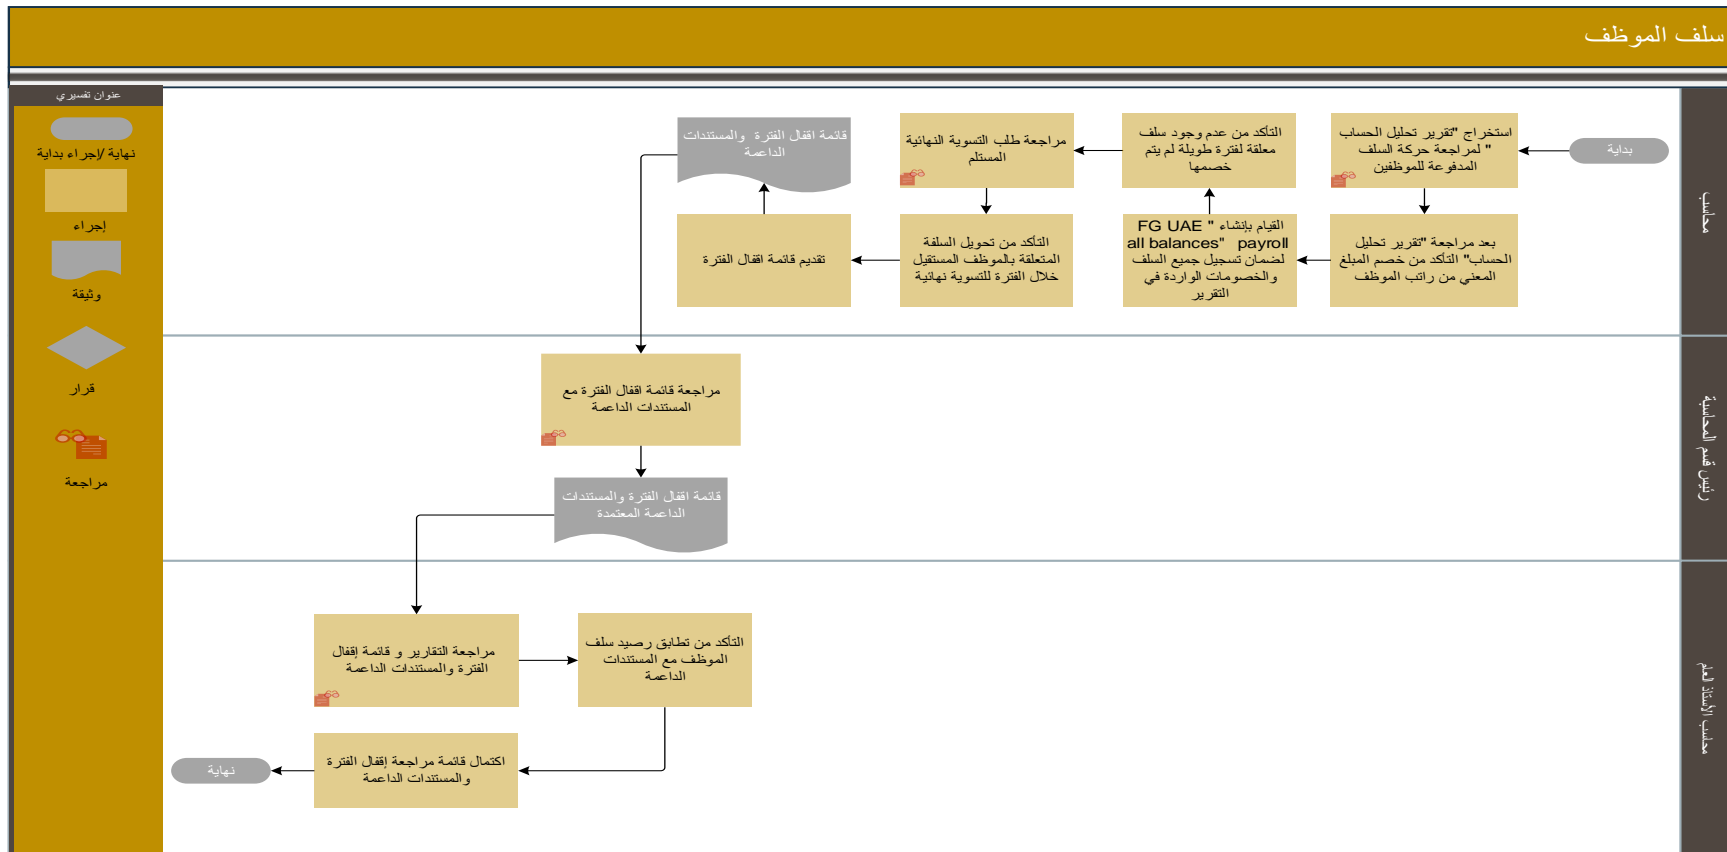 سلف الموظف
عنوان تفسيري
نهاية /إجراء بداية
إجراء
وثيقة
قرار
مراجعة
محاسب
بداية
استخراج "تقرير تحليل الحساب
" لمراجعة حركة السلف
المدفوعة للموظفين
بعد مراجعة "تقرير تحليل
الحساب" التأكد من خصم المبلغ
المعني من راتب الموظف
القيام بإنشاء " FG UAE
all balances" payroll
لضمان تسجيل جميع السلف
والخصومات الواردة في
التقرير
التأكد من عدم وجود سلف
معلقة لفترة طويلة لم يتم
خصمها
مراجعة طلب التسوية النهائية
المستلم
التأكد من تحويل السلفة
المتعلقة بالموظف المستقيل
خلال الفترة للتسوية نهائية
تقديم قائمة اقفال الفترة
قائمة اقفال الفترة والمستندات
الداعمة
رئيس قسم المحاسبة
مراجعة قائمة اقفال الفترة مع
المستندات الداعمة
قائمة اقفال الفترة والمستندات
الداعمة المعتمدة
محاسب الأستاذ العام
مراجعة التقارير و قائمة إقفال
الفترة والمستندات الداعمة
التأكد من تطابق رصيد سلف
الموظف مع المستندات
الداعمة
اكتمال قائمة مراجعة إقفال الفترة
والمستندات الداعمة
نهاية